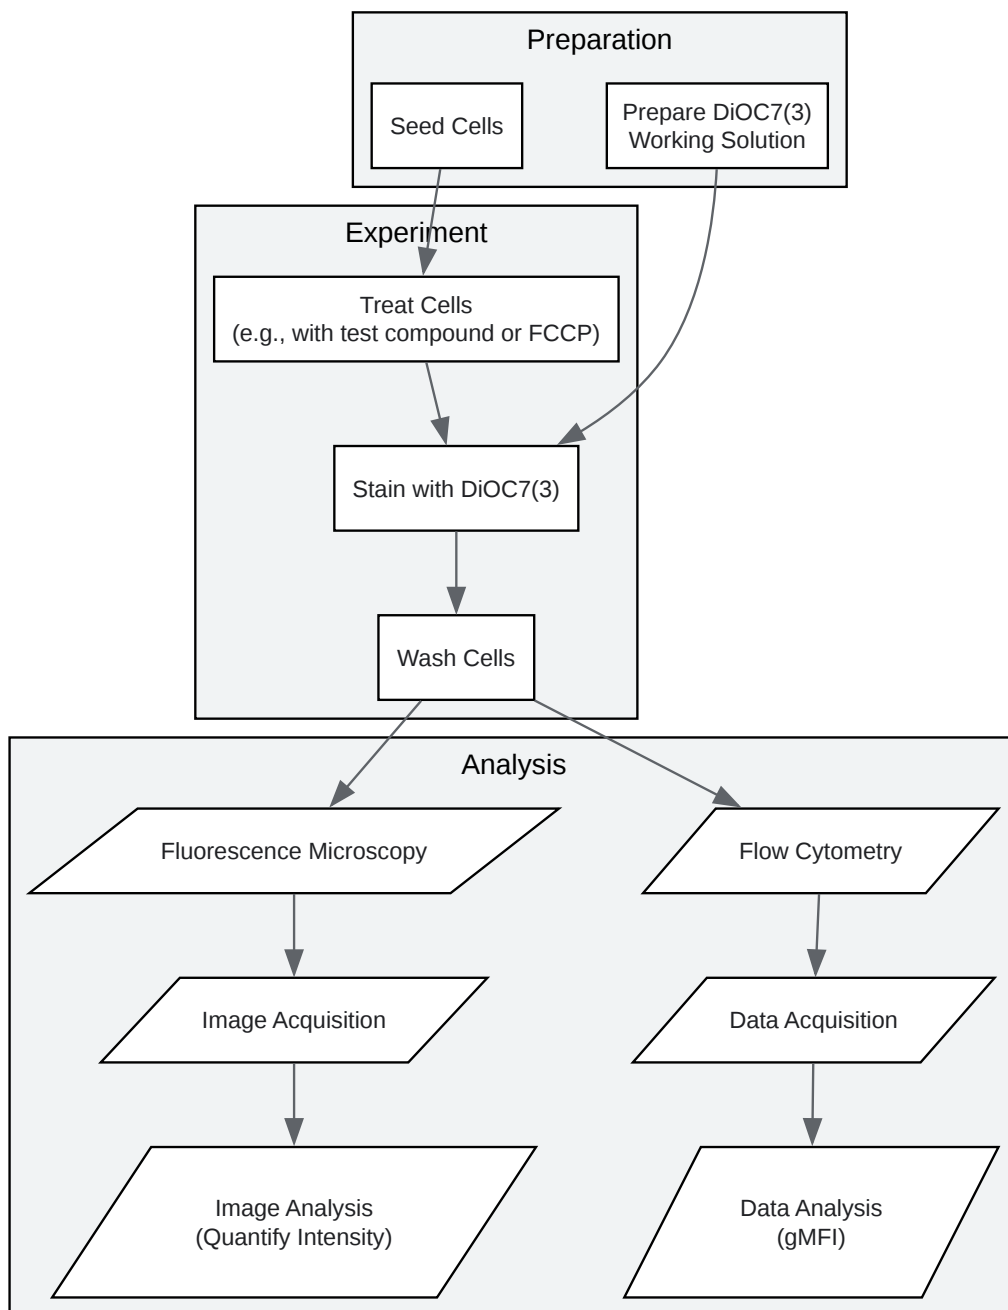 Preparation
Seed Cells
Prepare DiOC7(3)
Working Solution
Experiment
Treat Cells
(e.g., with test compound or FCCP)
Stain with DiOC7(3)
Wash Cells
Analysis
Fluorescence Microscopy
Flow Cytometry
Image Acquisition
Data Acquisition
Image Analysis
(Quantify Intensity)
Data Analysis
(gMFI)